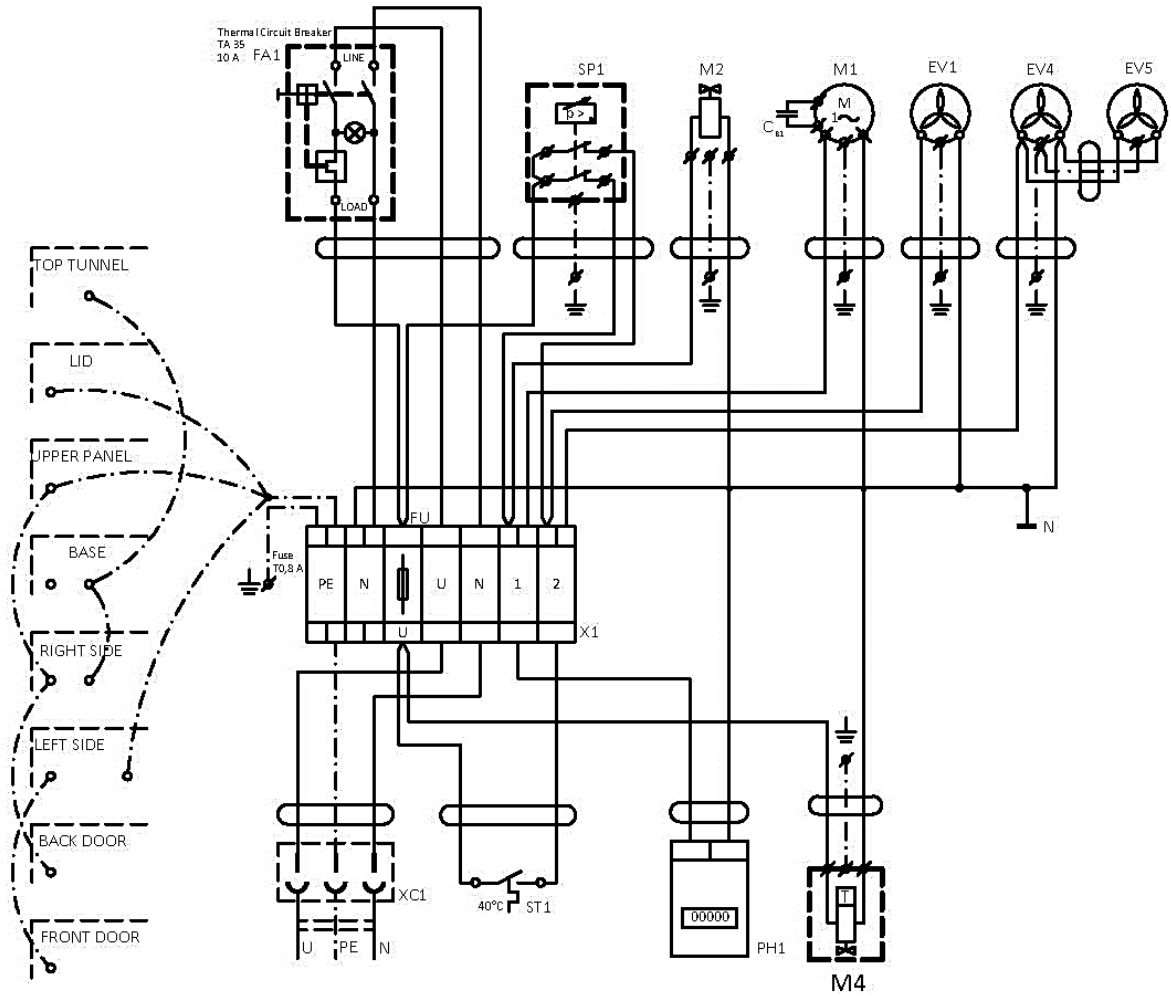 Thermal Circuit Breaker
TA 35
10 A
FA1
LINE
LOAD
SP1
p >
M2
M1
M
1~
C B1
EV1
EV4
EV5
TOP TUNNEL
LID
UPPER PANEL
BASE
RIGHT SIDE
LEFT SIDE
BACK DOOR
FRONT DOOR
Fuse
T0,8 A
FU
N
PE
N
U
N
1
2
U
X1
XC1
U
PE
N
40°C
ST1
00000
PH1
T
M4